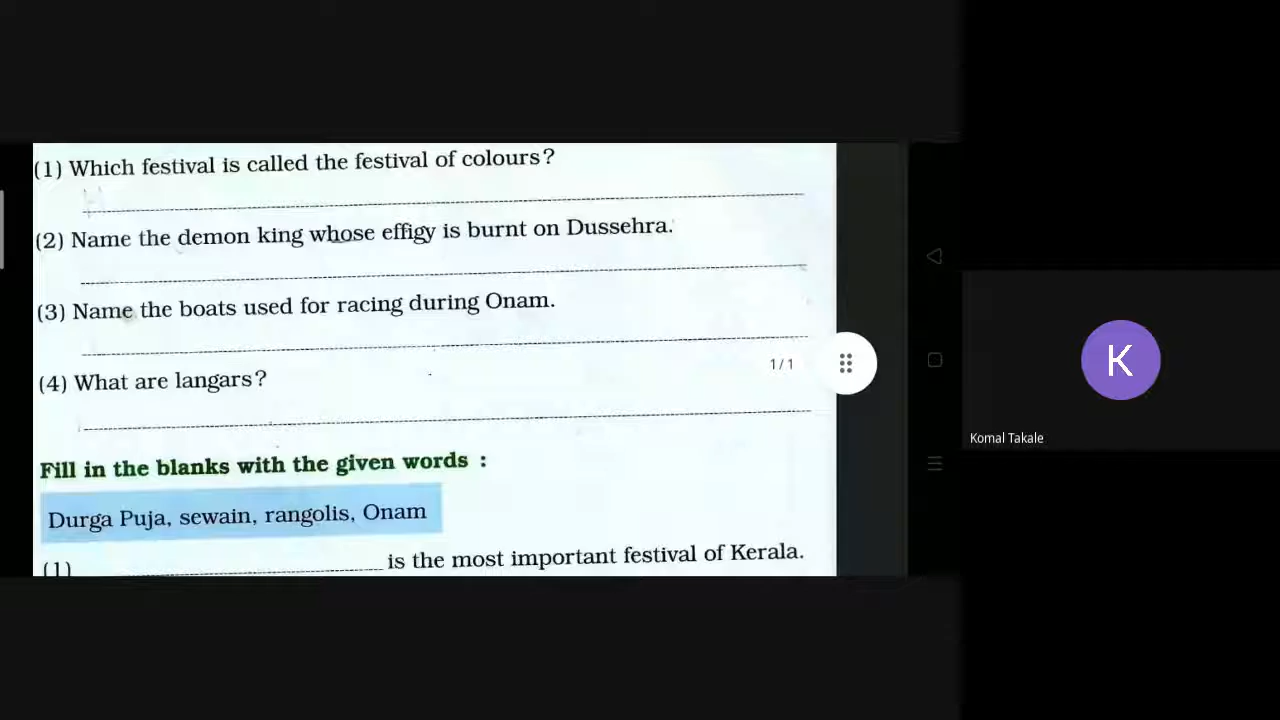 (1) Which festival is called the festival of colours?
(2) Name the demon king whose effigy is burnt on Dussehra.
(3) Name the boats used for racing during Onam.
1/1
(4) What are langars?
K
Komal Takale
Fill in the blanks with the given words :
Durga Puja, sewain, rangolis, Onam
(1) is the most important festival of Kerala.